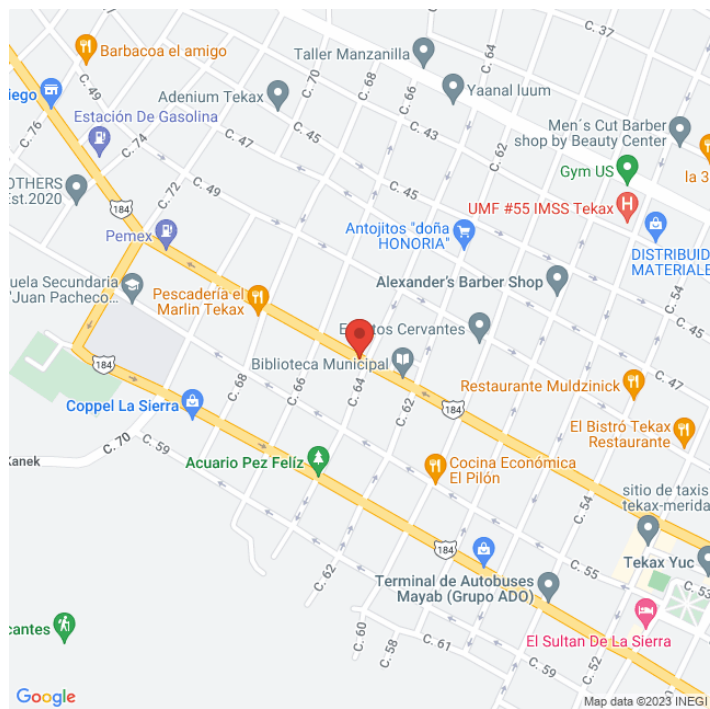 Barbacoa el amigo
Taller Manzanilla
C. 70
C. 68
C. 64
iego
C. 49
Adenium Tekax
C. 66
Yaanal luum
Estación De Gasolina
C. 76
C. 74
C. 47
C. 45
C. 43
Men´s Cut Barber
shop by Beauty Center
C. 62
la 3
Gym US
OTHERS
Est.2020
C. 72
C. 49
C. 45
UMF #55 IMSS Tekax
184
Pemex
Antojitos "doña
HONORIA"
DISTRIBUID
MATERIALE
uela Secundaria
"Juan Pacheco...
Alexander's Barber Shop
C. 54
Pescadería el
Marlin Tekax
Cervantes
C. 45
184
Biblioteca Municipal
C. 47
C. 68
C. 66
C. 64
C. 62
Restaurante Muldzinick
Coppel La Sierra
184
El Bistró Tekax
Restaurante
C. 70
C. 59
Kanek
Acuario Pez Felíz
Cocina Económica
El Pilón
sitio de taxis
tekax-merida
C. 54
184
Tekax Yuc
C. 62
Terminal de Autobuses
Mayab (Grupo ADO)
C. 55
C. 53
cantes
C. 60
C. 58
C. 61
El Sultan De La Sierra
C. 52
Google
Map data ©2023 INEGI